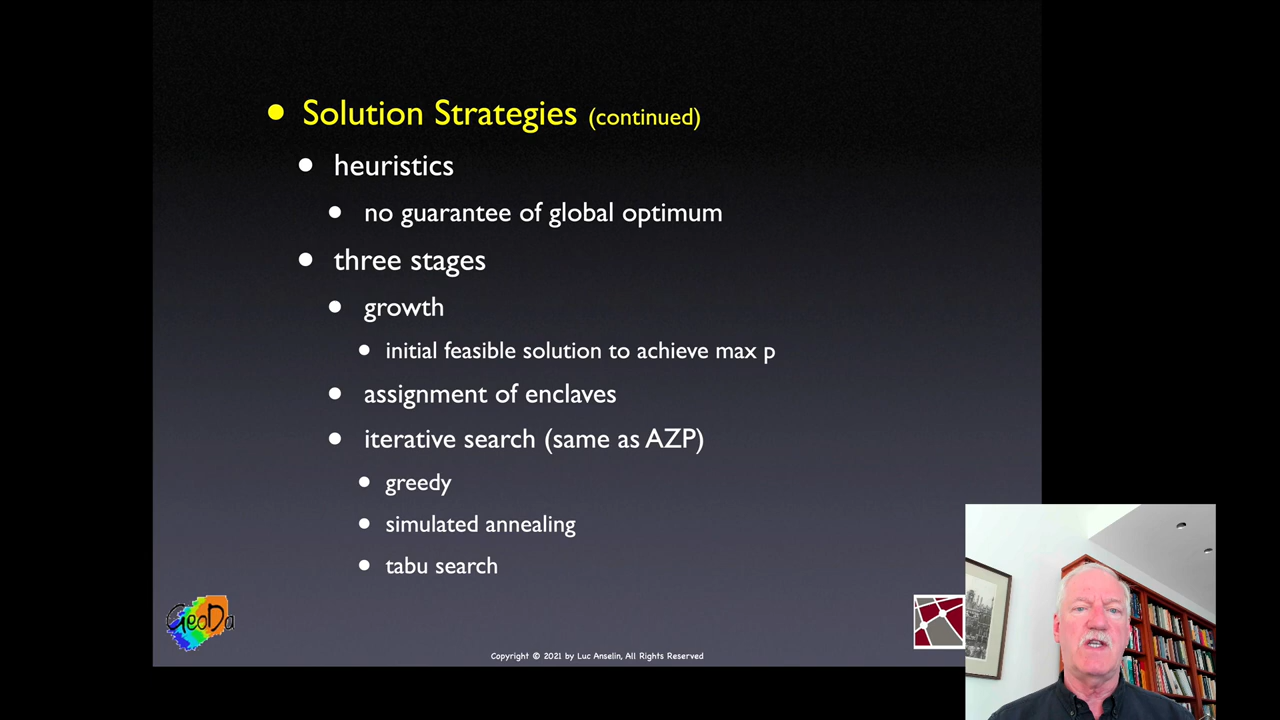 Solution Strategies (continued)
heuristics
no guarantee of global optimum
three stages
growth
initial feasible solution to achieve max p
assignment of enclaves
iterative search (same as AZP)
greedy
simulated annealing
tabu search
GeoDa
Copyright © 2021 by Luc Anselin, All Rights Reserved